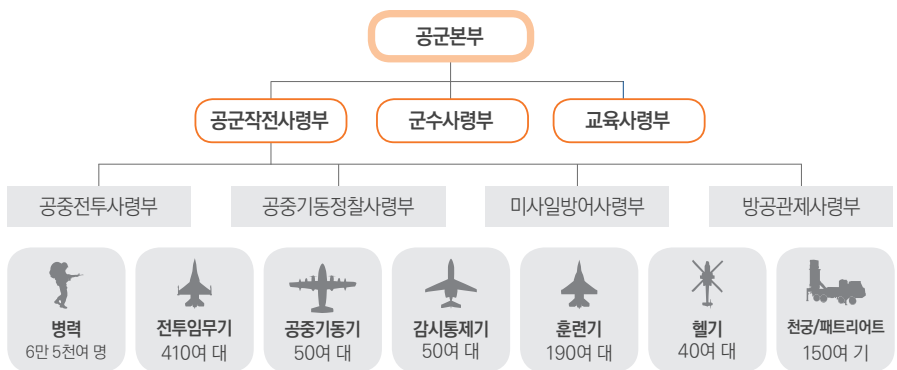 공군본부
공군작전사령부
군수사령부
교육사령부
공중전투사령부
공중기동정찰사령부
미사일방어사령부
방공관제사령부
병력
6만 5천여 명
전투임무기
410여 대
공중기동기
50여 대
감시통제기
50여 대
훈련기
190여 대
헬기
40여 대
천궁/패트리어트
150여 기